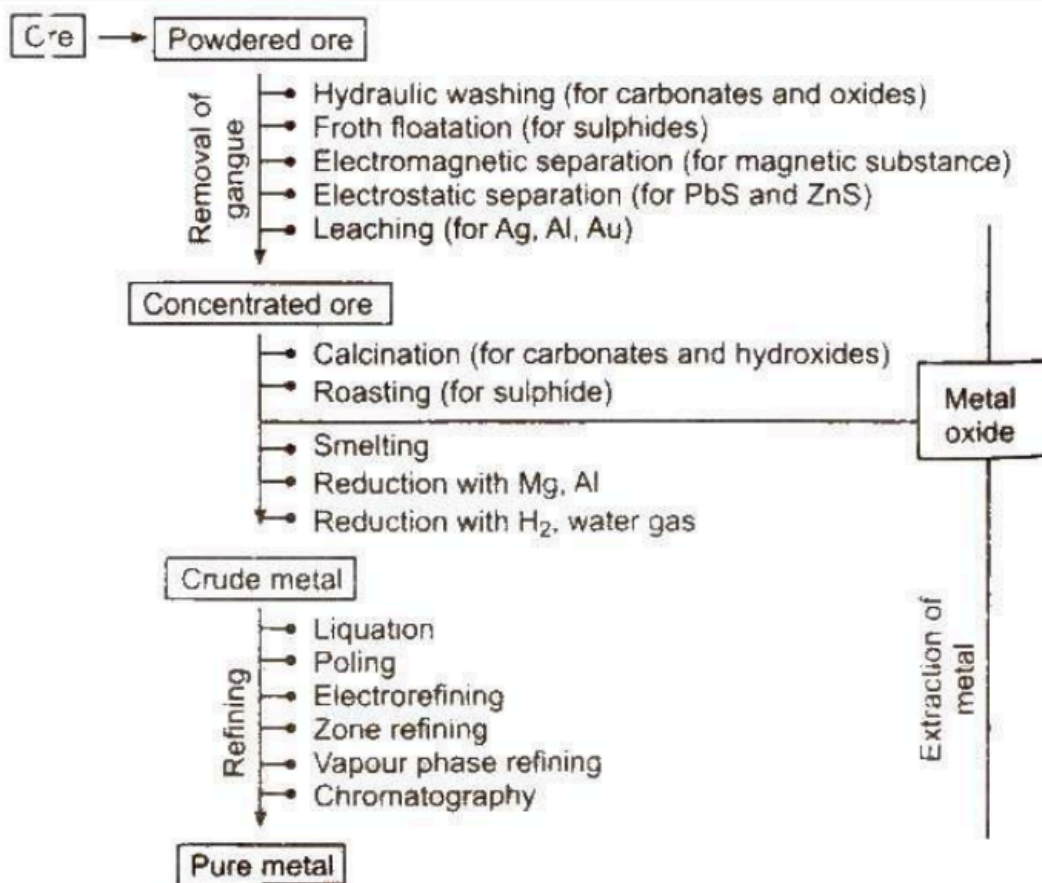 Ore
Powdered ore
Removal of
gangue
Hydraulic washing (for carbonates and oxides)
Froth floatation (for sulphides)
Electromagnetic separation (for magnetic substance)
Electrostatic separation (for PbS and ZnS)
Leaching (for Ag, Al, Au)
Concentrated ore
Calcination (for carbonates and hydroxides)
Roasting (for sulphide)
Metal
oxide
Smelting
Reduction with Mg, Al
Reduction with H₂, water gas
Extraction of
metal
Crude metal
Refining
Liquation
Poling
Electrorefining
Zone refining
Vapour phase refining
Chromatography
Pure metal